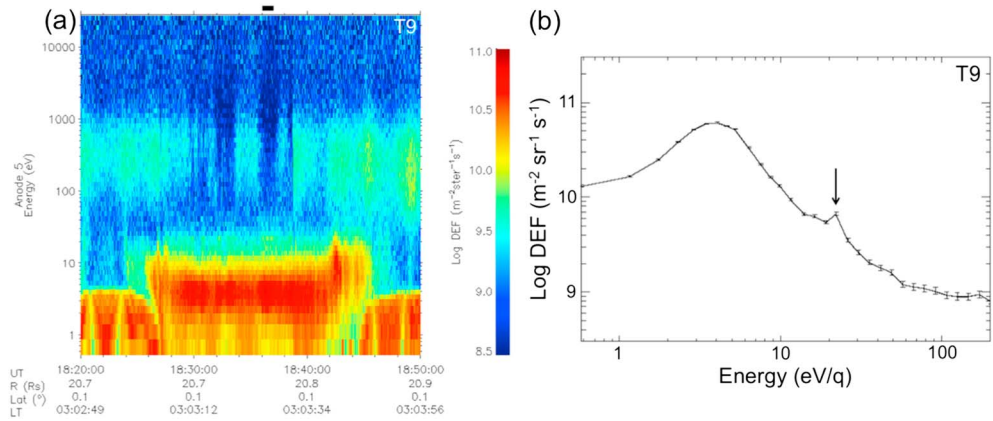 (a)
T9
10000
1000
100
10
1
Anode 5
Energy (eV)
UT 18:20:00 18:30:00 18:40:00 18:50:00
R (Rs) 20.7 20.7 20.8 20.9
Lat (°) 0.1 0.1 0.1 0.1
LT 03:02:49 03:03:12 03:03:34 03:03:56
11.0
10.5
10.0
9.5
9.0
8.5
Log DEF (m⁻²ster⁻¹s⁻¹)
(b)
T9
11
10
9
Log DEF (m⁻² sr⁻¹ s⁻¹)
1 10 100
Energy (eV/q)